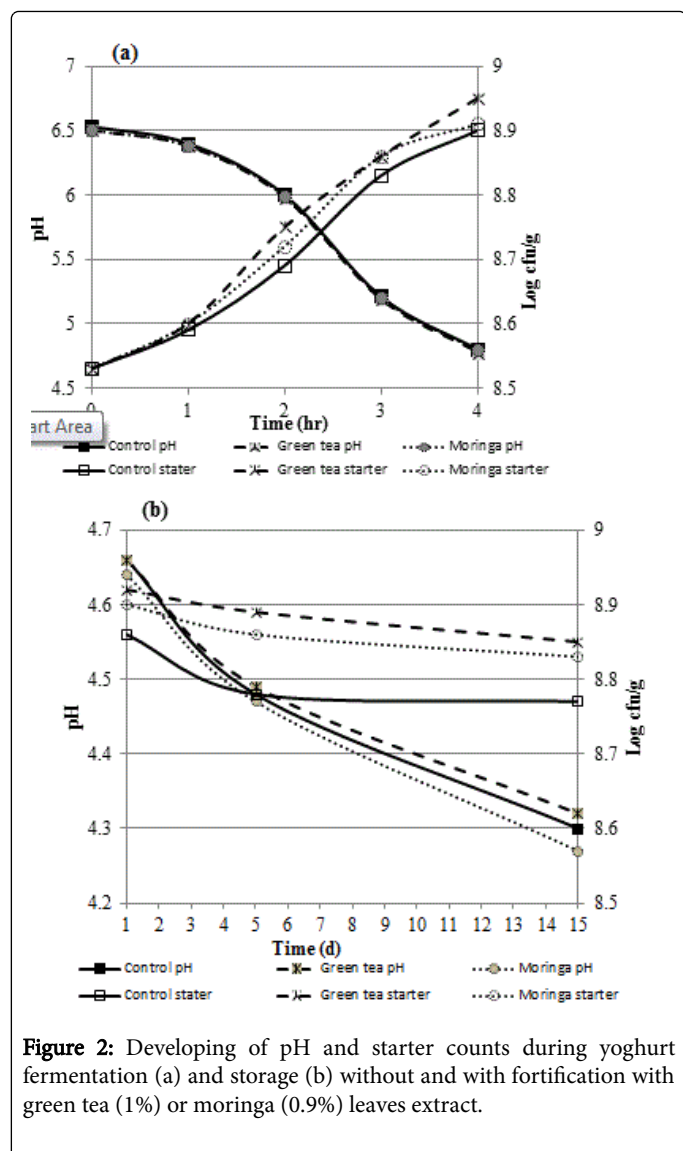 (a)
7
6.5
6
5.5
5
4.5
pH
9
8.9
8.8
8.7
8.6
8.5
Log cfu/g
0 1 2 3 4
Time (hr)
art Area
Control pH Green tea pH Moringa pH
Control stater Green tea starter Moringa starter
(b)
4.7
4.6
4.5
4.4
4.3
4.2
pH
9
8.9
8.8
8.7
8.6
8.5
Log cfu/g
1 2 3 4 5 6 7 8 9 10 11 12 13 14 15
Time (d)
Control pH Green tea pH Moringa pH
Control stater Green tea starter Moringa starter
Figure 2: Developing of pH and starter counts during yoghurt
fermentation (a) and storage (b) without and with fortification with
green tea (1%) or moringa (0.9%) leaves extract.